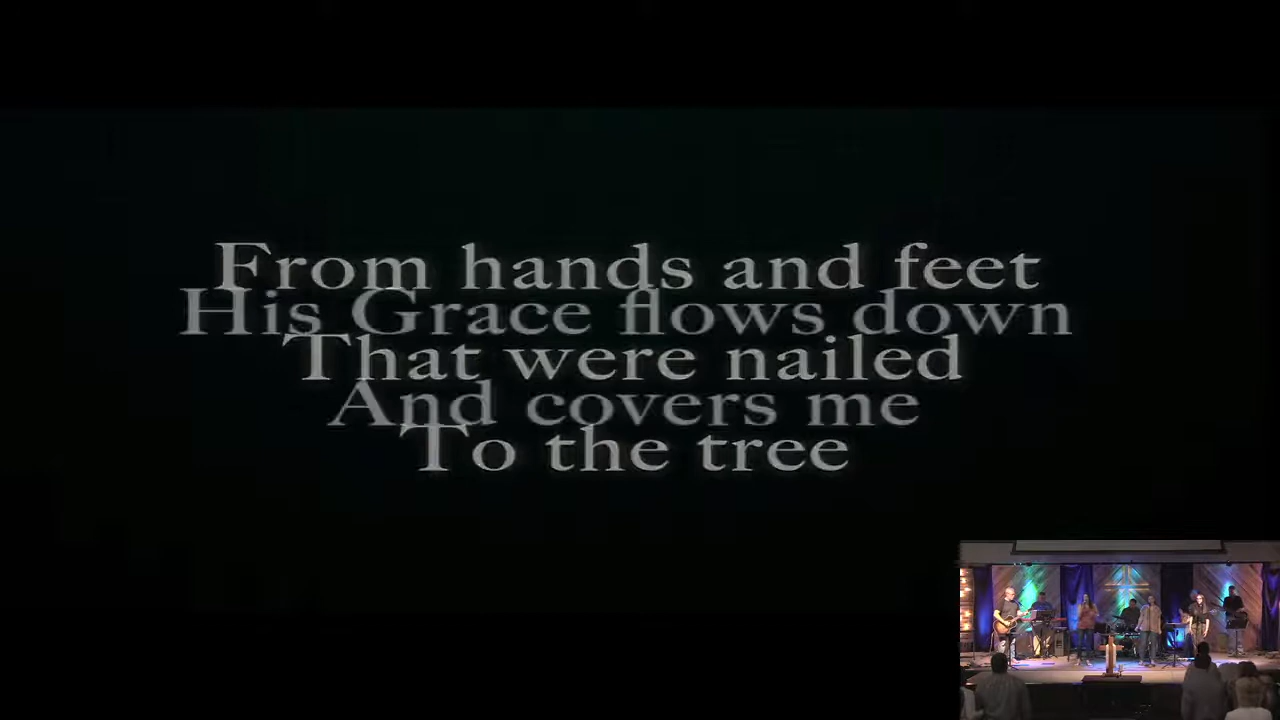 From hands and feet
His Grace flows down
That were nailed
And covers me
To the tree